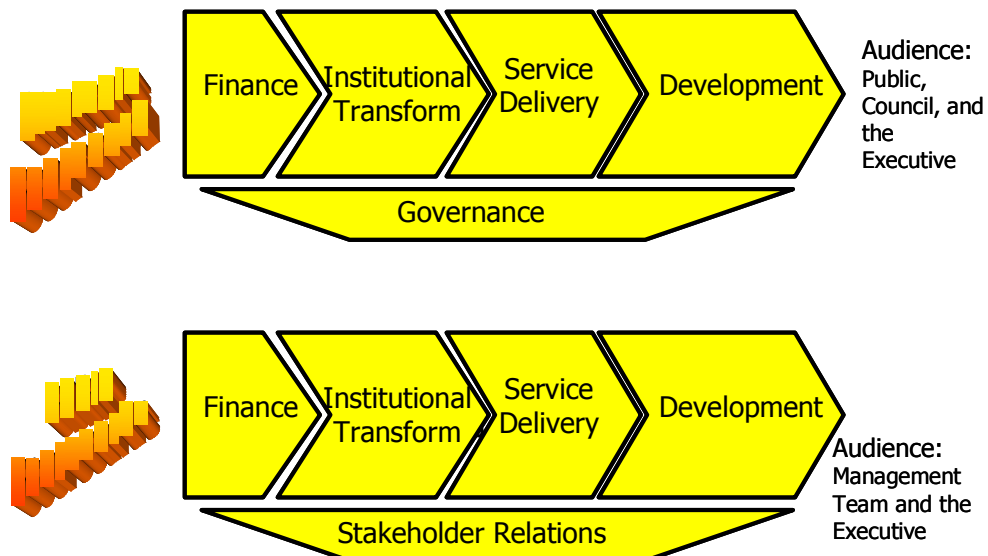 Finance
Institutional
Transform
Service
Delivery
Development
Audience:
Public,
Council, and
the
Executive
Governance
Finance
Institutional
Transform
Service
Delivery
Development
Audience:
Management
Team and the
Executive
Stakeholder Relations